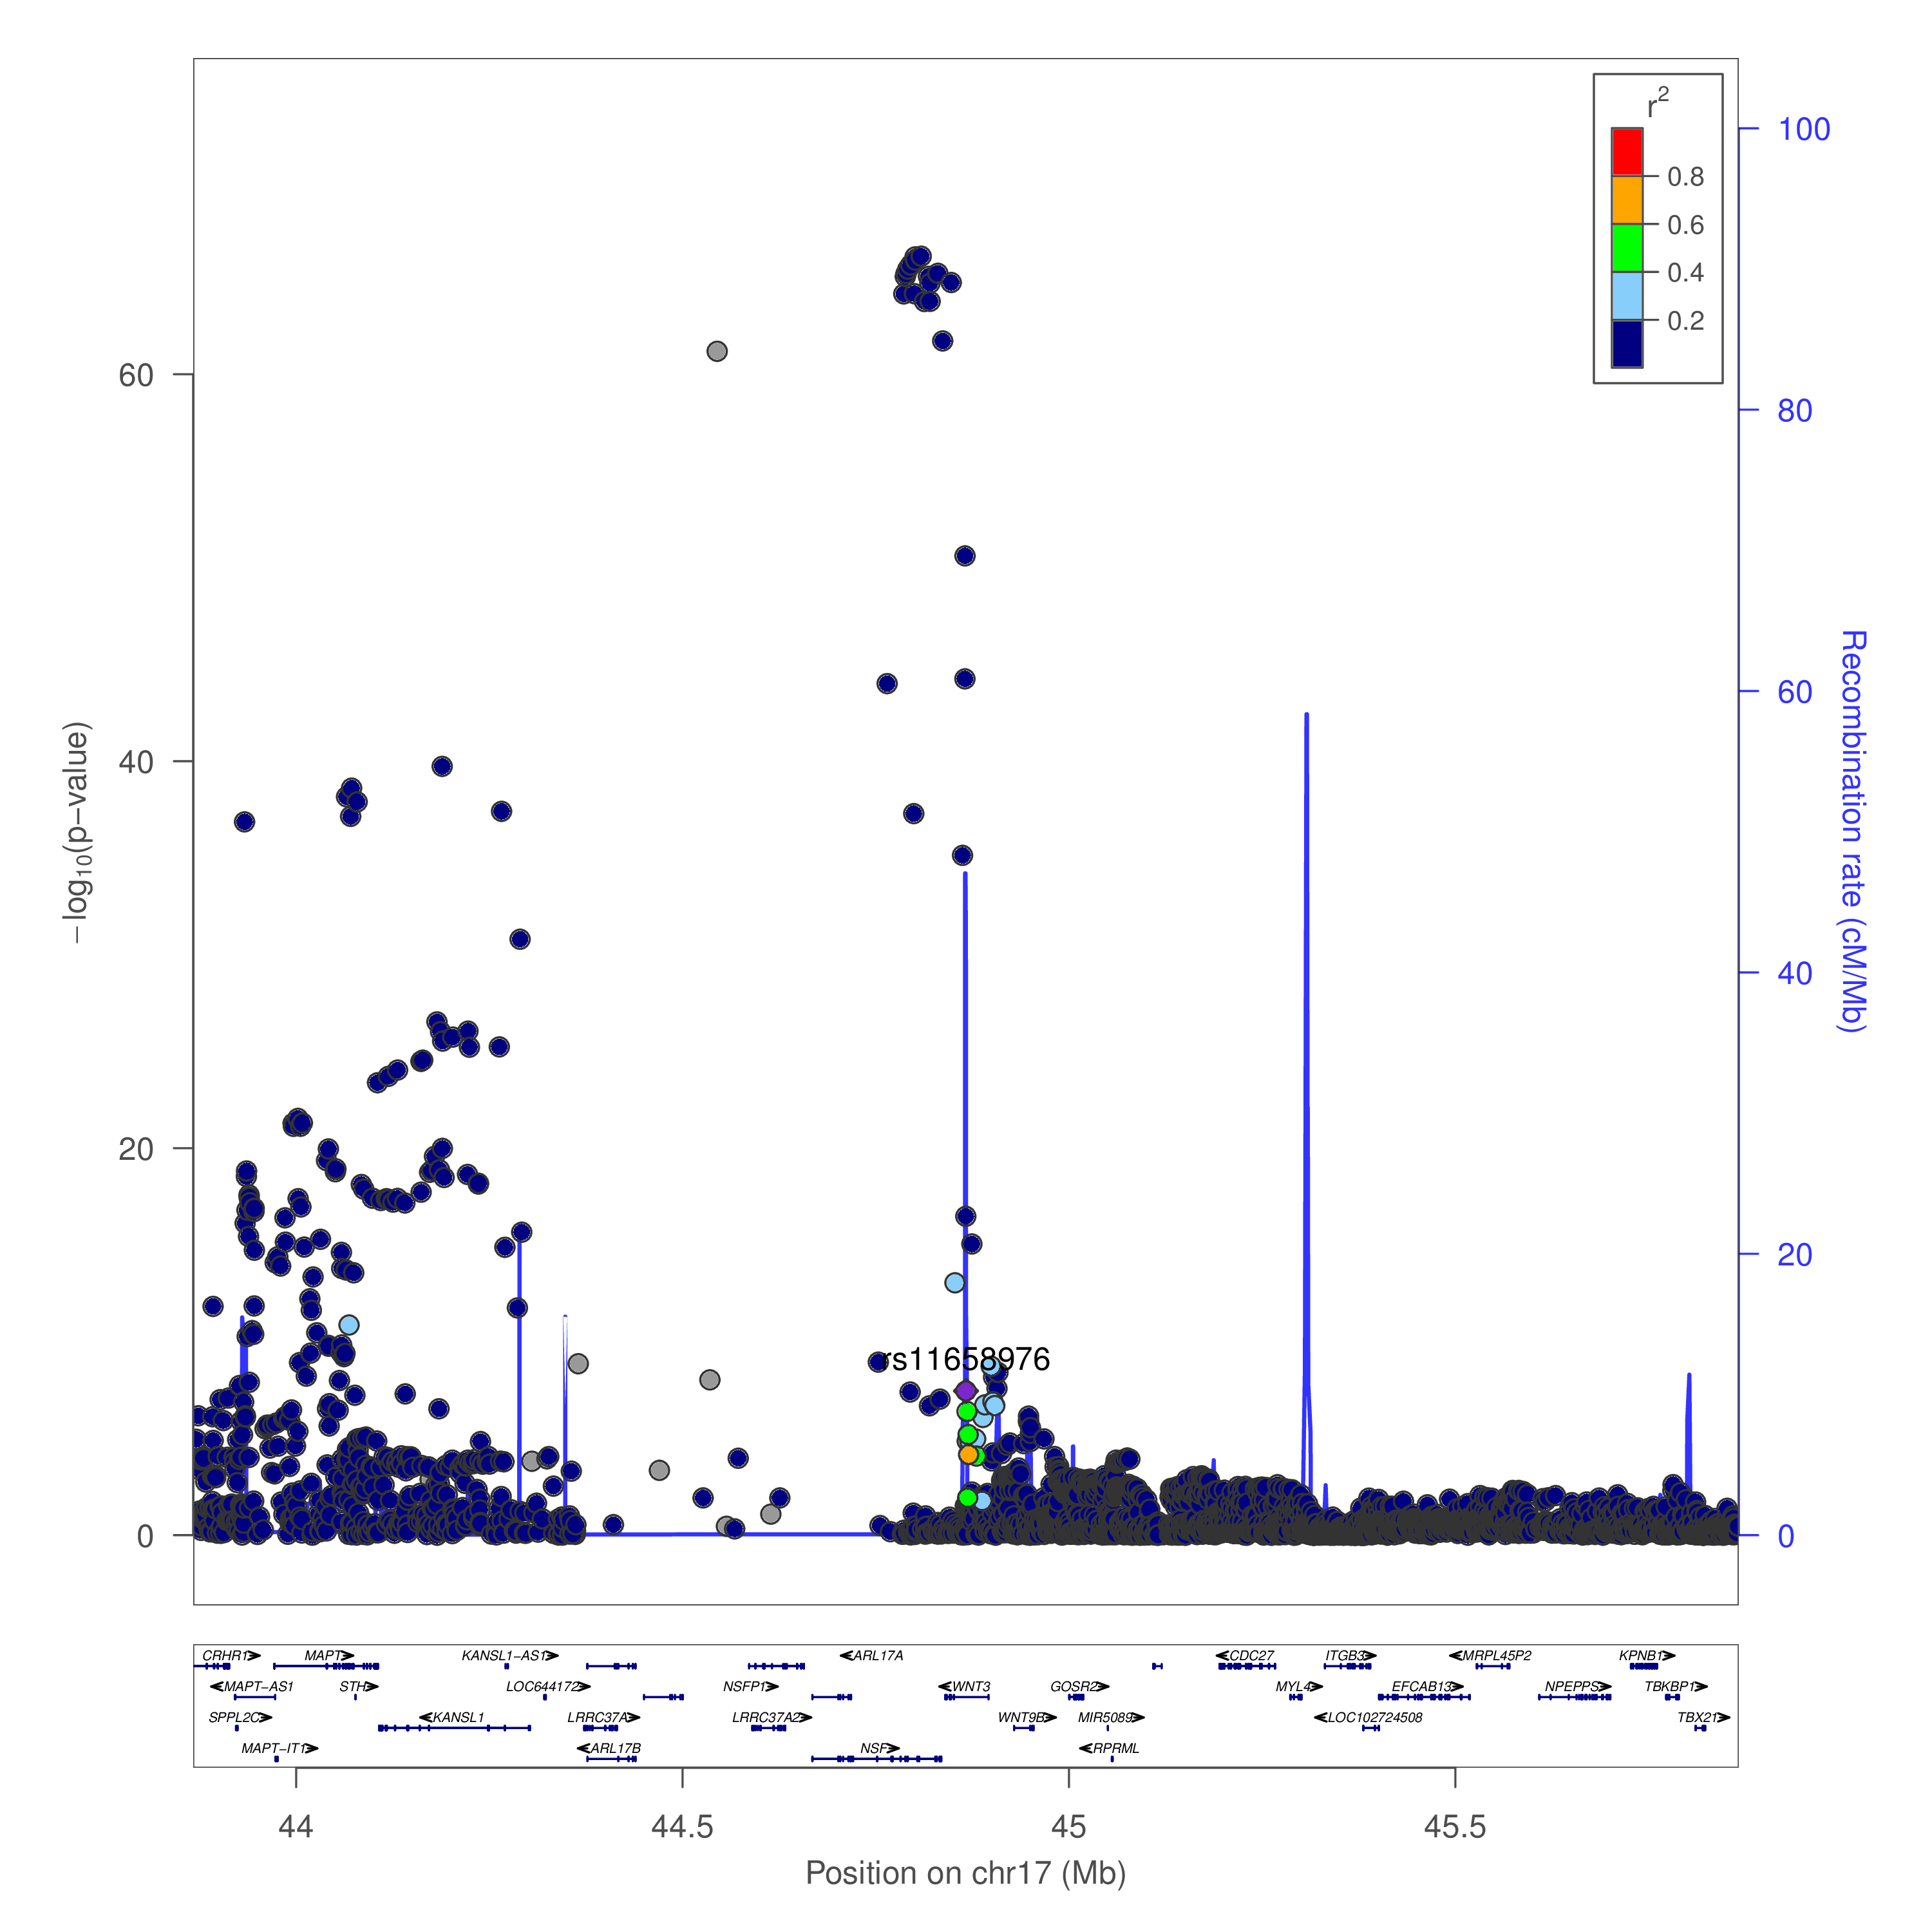 r2
0.8
0.6
0.4
0.2
100
80
60
40
20
0
60
40
20
0
−log10(p−value)
Recombination rate (cM/Mb)
rs11658976
CRHR1 MAPT KANSL1−AS1 ARL17A CDC27 ITGB3 MRPL45P2 KPNB1
MAPT−AS1 STH LOC644172 NSFP1 WNT3 GOSR2 MYL4 EFCAB13 NPEPPS TBKBP1
SPPL2C KANSL1 LRRC37A LRRC37A2 WNT9B MIR5089 LOC102724508 TBX21
MAPT−IT1 ARL17B NSF RPRML
44 44.5 45 45.5
Position on chr17 (Mb)